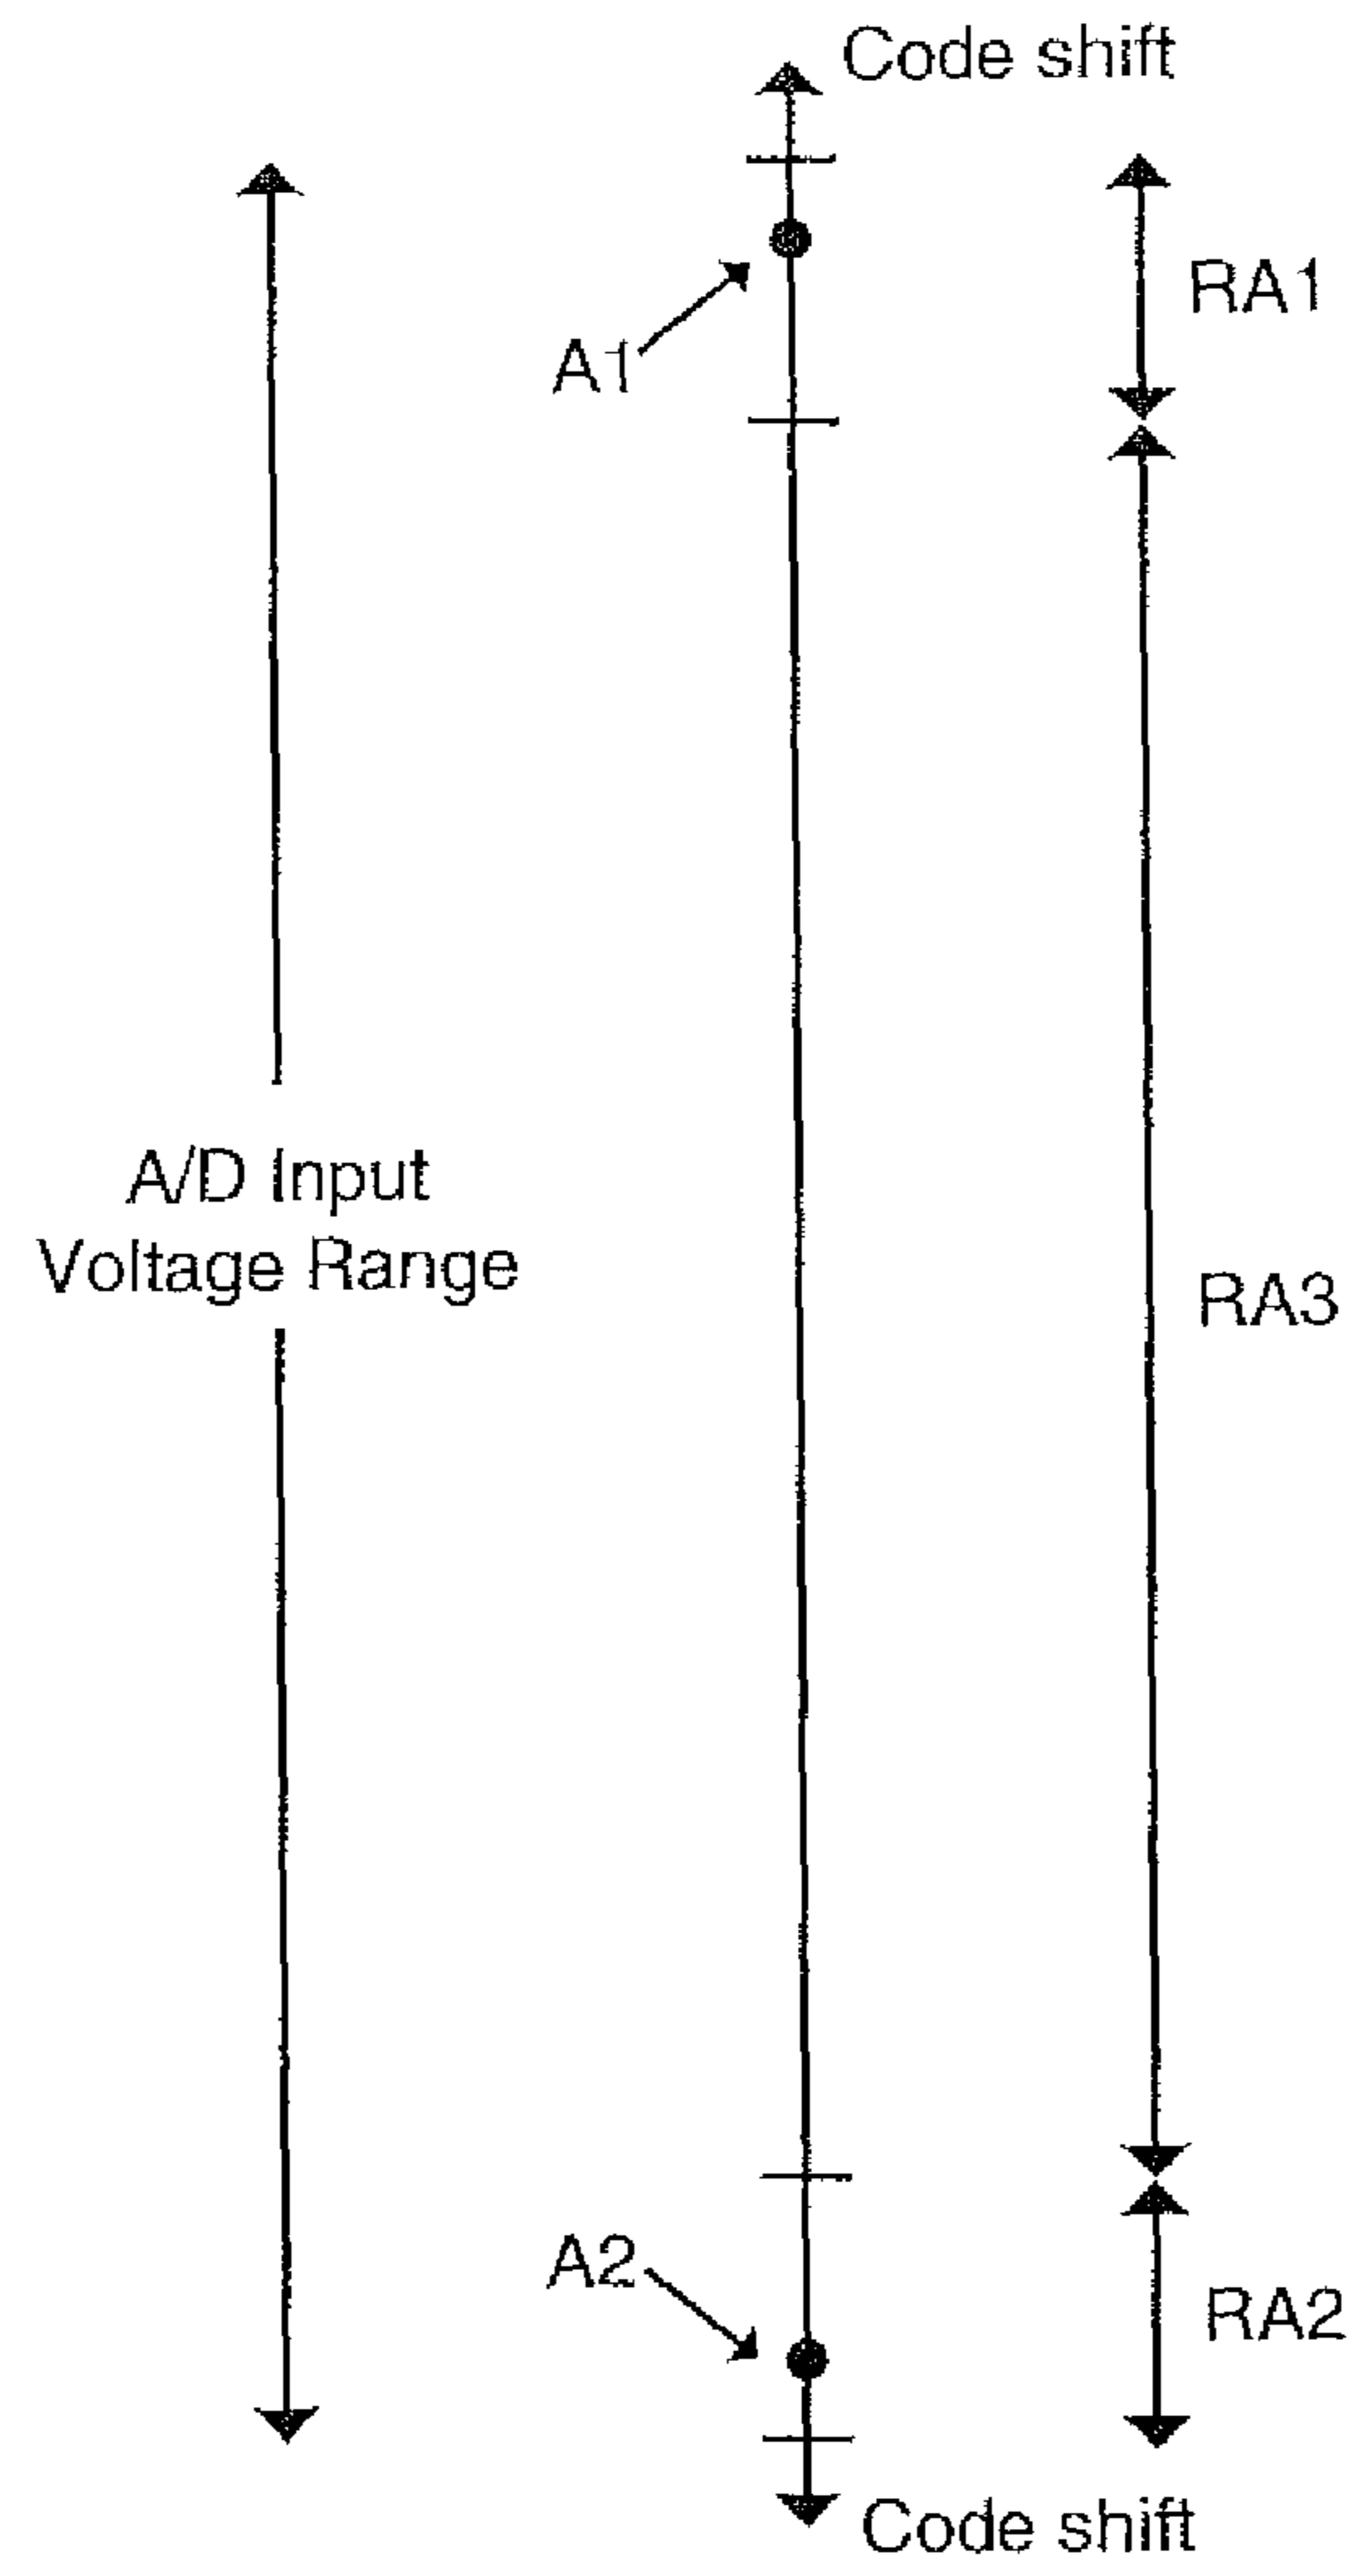 Code shift
RA1
A1
A/D Input
Voltage Range
RA3
A2
RA2
Code shift